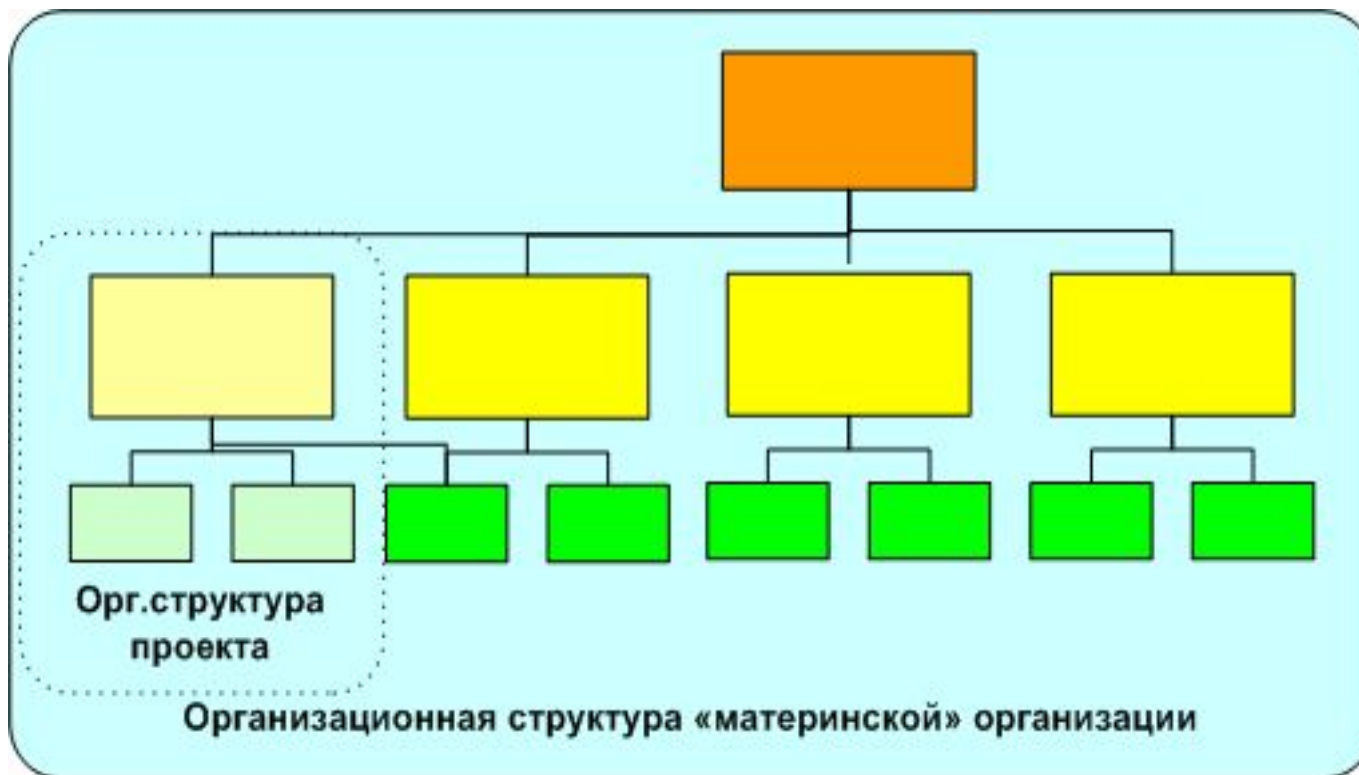 Орг.структура
проекта
Организационная структура «материнской» организации